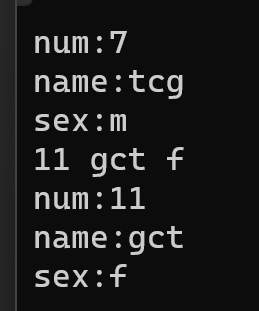 num:7
name:tcg
sex:m
11 gct f
num:11
name:gct
sex:f